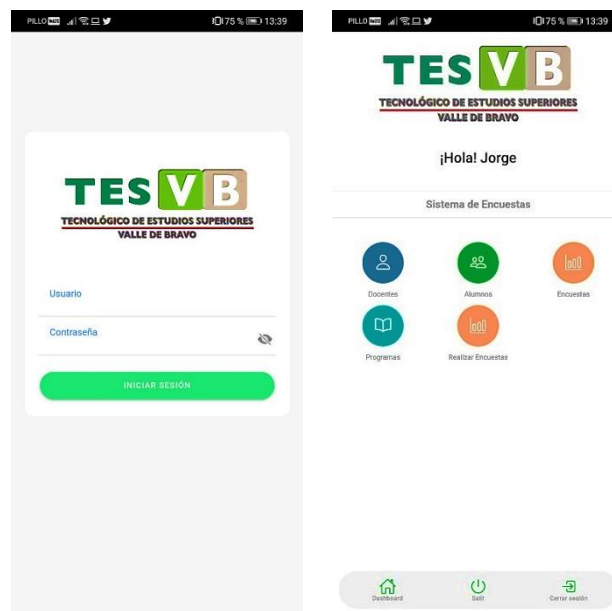 PILLO 75 % 13:39
TES VB
TECNOLÓGICO DE ESTUDIOS SUPERIORES
VALLE DE BRAVO
Usuario
Contraseña
INICIAR SESIÓN
PILLO 75 % 13:39
TES VB
TECNOLÓGICO DE ESTUDIOS SUPERIORES
VALLE DE BRAVO
¡Hola! Jorge
Sistema de Encuestas
Docentes Alumnos Encuestas
Programas Realizar Encuestas
Dashboard Salir Cerrar sesión